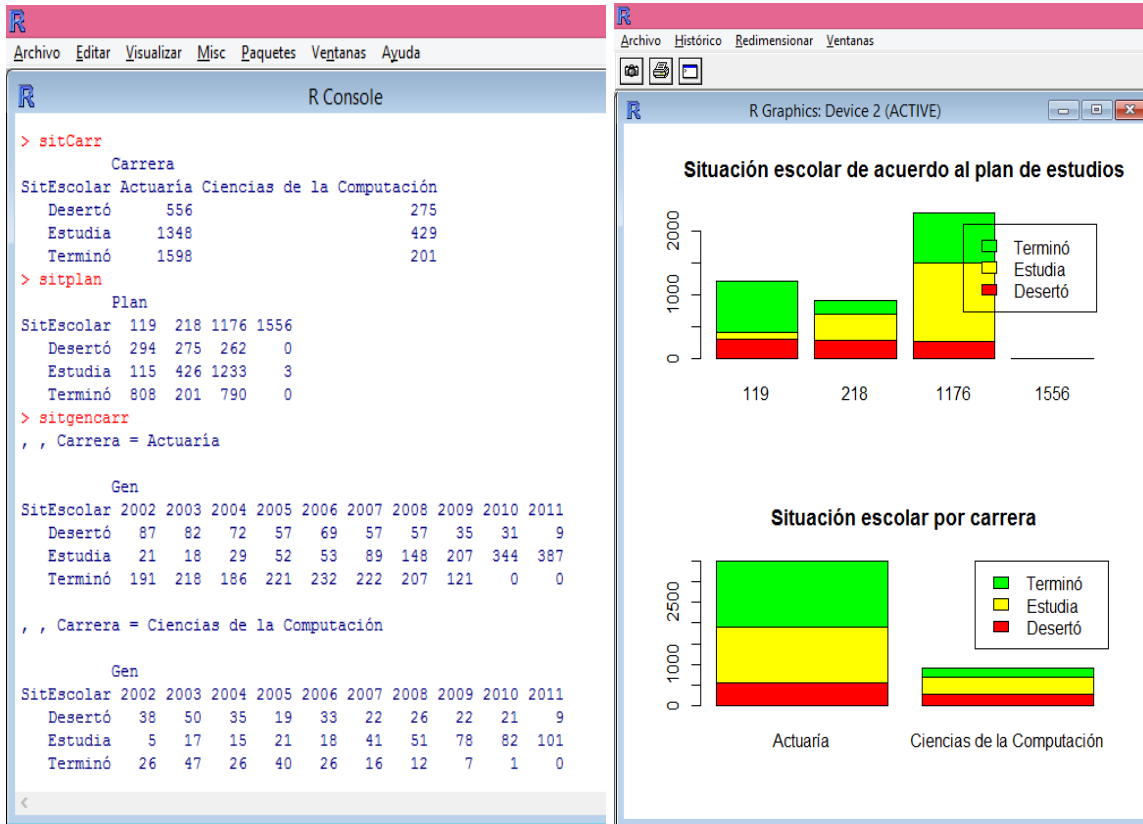 R
Archivo Editar Visualizar Misc Paquetes Ventanas Ayuda
R R Console
> sitCarr
Carrera
SitEscolar Actuaría Ciencias de la Computación
Desertó 556 275
Estudia 1348 429
Terminó 1598 201
> sitplan
Plan
SitEscolar 119 218 1176 1556
Desertó 294 275 262 0
Estudia 115 426 1233 3
Terminó 808 201 790 0
> sitgencarr
, , Carrera = Actuaría
Gen
SitEscolar 2002 2003 2004 2005 2006 2007 2008 2009 2010 2011
Desertó 87 82 72 57 69 57 57 35 31 9
Estudia 21 18 29 52 53 89 148 207 344 387
Terminó 191 218 186 221 232 222 207 121 0 0
, , Carrera = Ciencias de la Computación
Gen
SitEscolar 2002 2003 2004 2005 2006 2007 2008 2009 2010 2011
Desertó 38 50 35 19 33 22 26 22 21 9
Estudia 5 17 15 21 18 41 51 78 82 101
Terminó 26 47 26 40 26 16 12 7 1 0
R
Archivo Histórico Redimensionar Ventanas
R R Graphics: Device 2 (ACTIVE)
Situación escolar de acuerdo al plan de estudios
2000
1000
0
Terminó
Estudia
Desertó
119 218 1176 1556
Situación escolar por carrera
2500
1000
0
Terminó
Estudia
Desertó
Actuaría Ciencias de la Computación